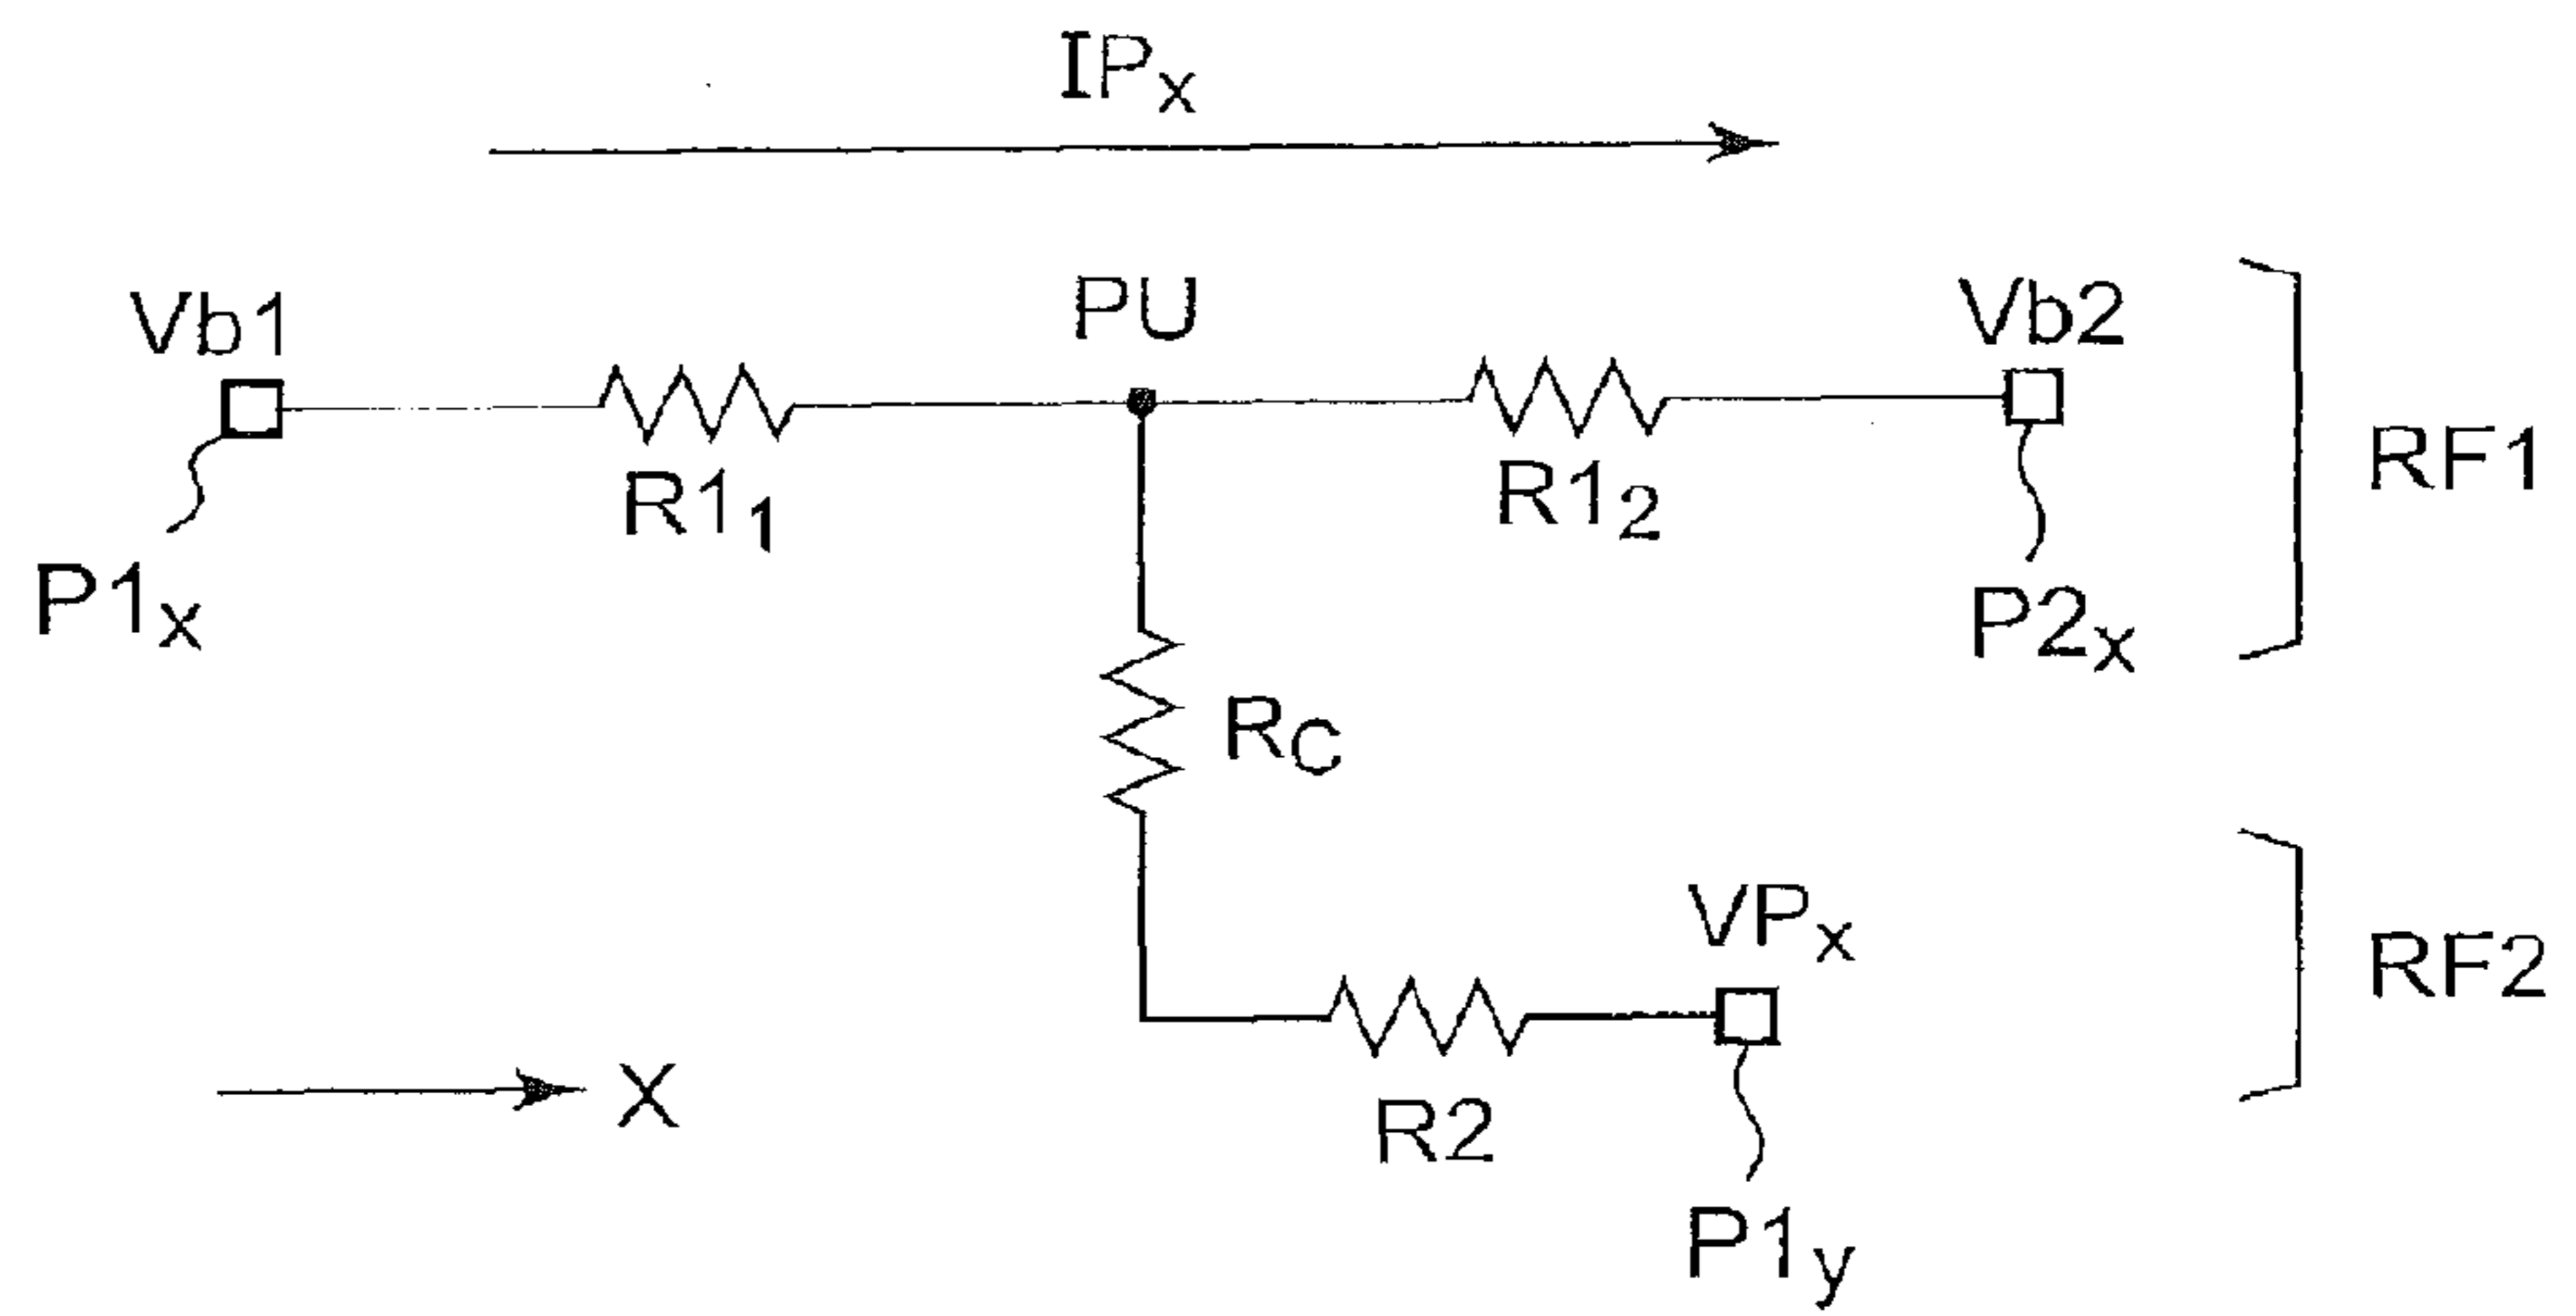 IPx
Vb1
PU
Vb2
R11
R12
RF1
P1x
P2x
RC
VPx
RF2
X
R2
P1y